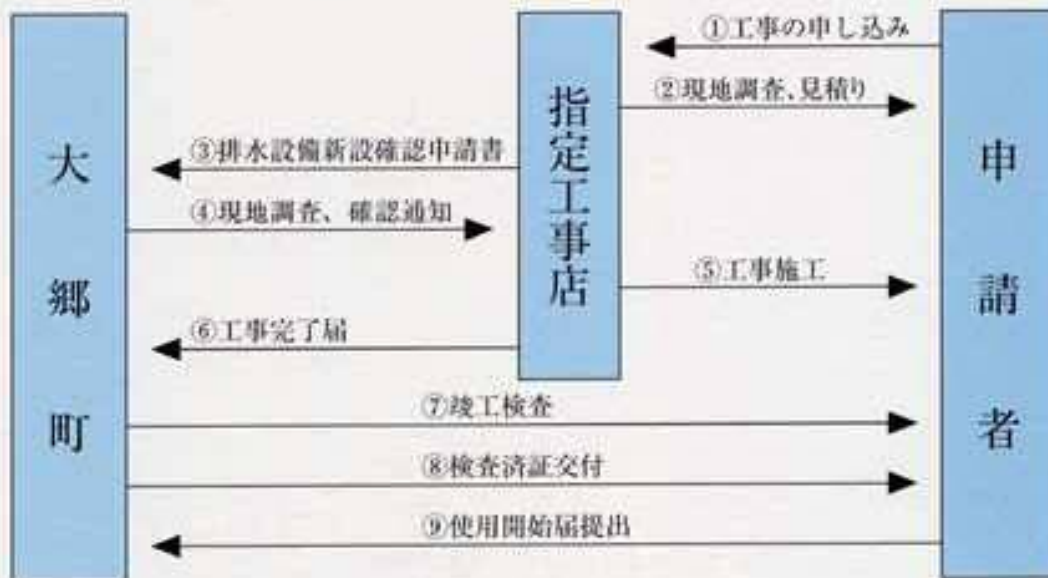 大郷町
指定工事店
申請者
①工事の申し込み
②現地調査、見積り
③排水設備新設確認申請書
④現地調査、確認通知
⑤工事施工
⑥工事完了届
⑦竣工検査
⑧検査済証交付
⑨使用開始届提出